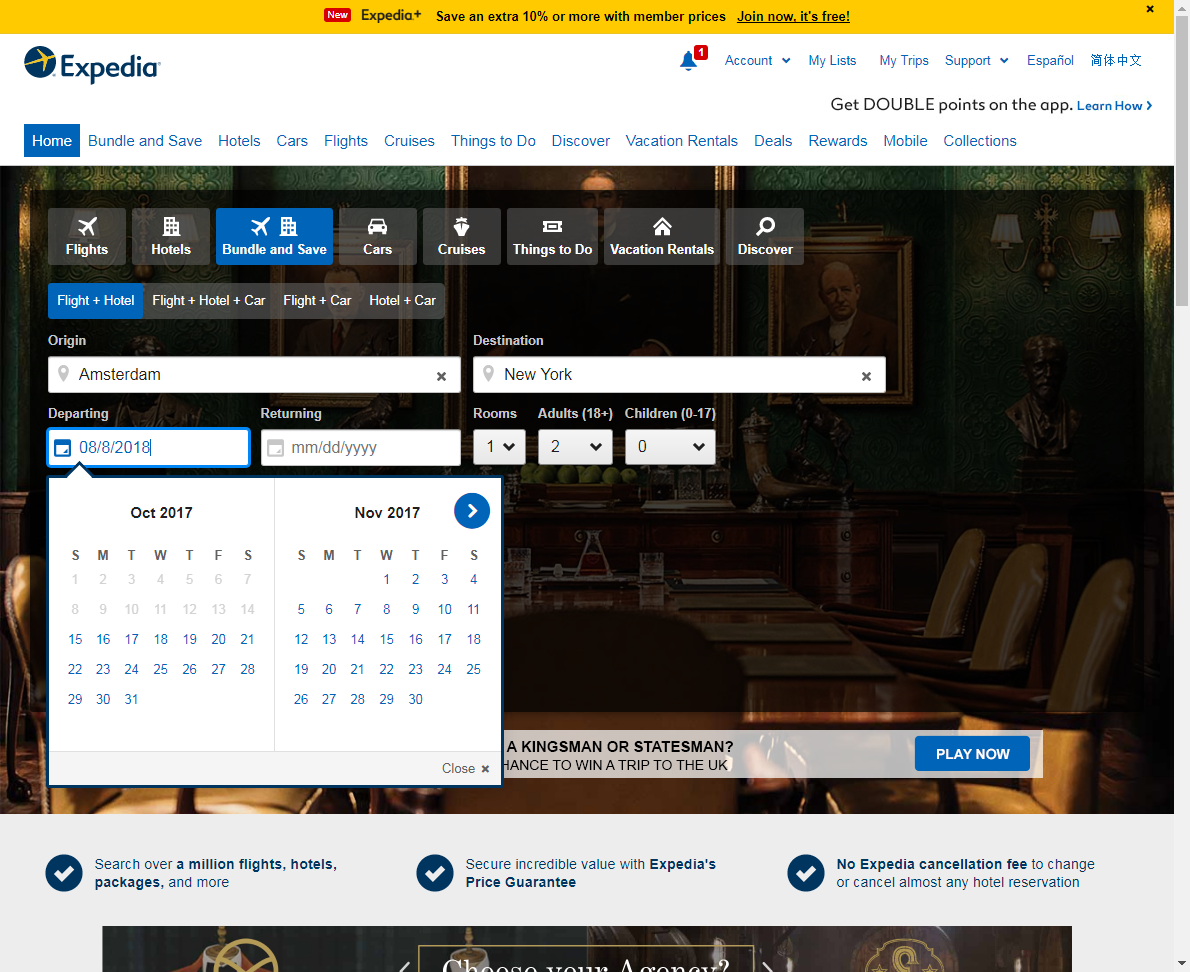 New Expedia+ Save an extra 10% or more with member prices Join now, it's free!
Expedia
1
Account My Lists My Trips Support Español 简体中文
Get DOUBLE points on the app. Learn How
Home Bundle and Save Hotels Cars Flights Cruises Things to Do Discover Vacation Rentals Deals Rewards Mobile Collections
Flights Hotels Bundle and Save Cars Cruises Things to Do Vacation Rentals Discover
Flight + Hotel Flight + Hotel + Car Flight + Car Hotel + Car
Origin Destination
Amsterdam New York
Departing Returning Rooms Adults (18+) Children (0-17)
08/8/2018 mm/dd/yyyy 1 2 0
Oct 2017 Nov 2017
S M T W T F S S M T W T F S
1 2 3 4 5 6 7 1 2 3 4
8 9 10 11 12 13 14 5 6 7 8 9 10 11
15 16 17 18 19 20 21 12 13 14 15 16 17 18
22 23 24 25 26 27 28 19 20 21 22 23 24 25
29 30 31 26 27 28 29 30
Close
A KINGSMAN OR STATESMAN?
HANCE TO WIN A TRIP TO THE UK
PLAY NOW
Search over a million flights, hotels,
packages, and more
Secure incredible value with Expedia's
Price Guarantee
No Expedia cancellation fee to change
or cancel almost any hotel reservation
Choose your Agency?